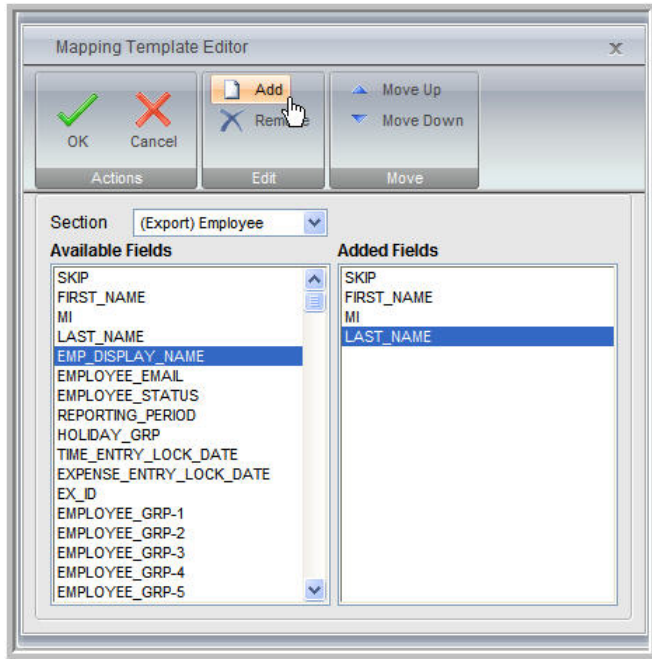 Mapping Template Editor
x
OK
Cancel
Actions
Add
Remove
Edit
Move Up
Move Down
Move
Section
(Export) Employee
Available Fields
SKIP
FIRST_NAME
MI
LAST_NAME
EMP_DISPLAY_NAME
EMPLOYEE_EMAIL
EMPLOYEE_STATUS
REPORTING_PERIOD
HOLIDAY_GRP
TIME_ENTRY_LOCK_DATE
EXPENSE_ENTRY_LOCK_DATE
EX_ID
EMPLOYEE_GRP-1
EMPLOYEE_GRP-2
EMPLOYEE_GRP-3
EMPLOYEE_GRP-4
EMPLOYEE_GRP-5
Added Fields
SKIP
FIRST_NAME
MI
LAST_NAME